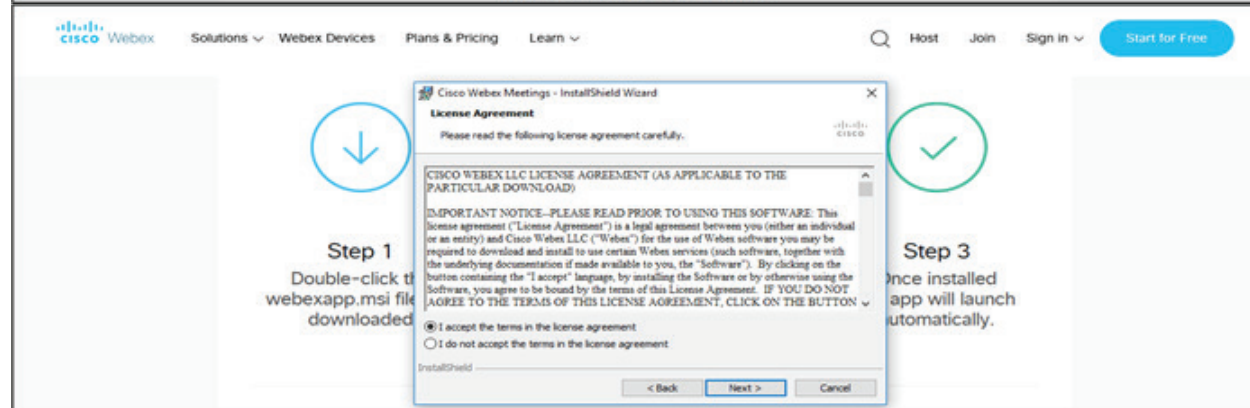 CISCO Webex Solutions Webex Devices Plans & Pricing Learn Host Join Sign in Start for Free
Cisco Webex Meetings - InstallShield Wizard
License Agreement
Please read the following license agreement carefully.
CISCO
CISCO WEBEX LLC LICENSE AGREEMENT (AS APPLICABLE TO THE
PARTICULAR DOWNLOAD)
IMPORTANT NOTICE--PLEASE READ PRIOR TO USING THIS SOFTWARE: This
license agreement ("License Agreement") is a legal agreement between you (either an individual
or an entity) and Cisco Webex LLC ("Webex") for the use of Webex software you may be
required to download and install to use certain Webex services (such software, together with
the underlying documentation if made available to you, the "Software"). By clicking on the
button containing the "I accept" language, by installing the Software or by otherwise using the
Software, you agree to be bound by the terms of this License Agreement. IF YOU DO NOT
AGREE TO THE TERMS OF THIS LICENSE AGREEMENT, CLICK ON THE BUTTON
I accept the terms in the license agreement
I do not accept the terms in the license agreement
InstallShield
< Back Next > Cancel
Step 1
Double-click th
webexapp.msi file
downloaded
Step 3
Once installed
app will launch
automatically.